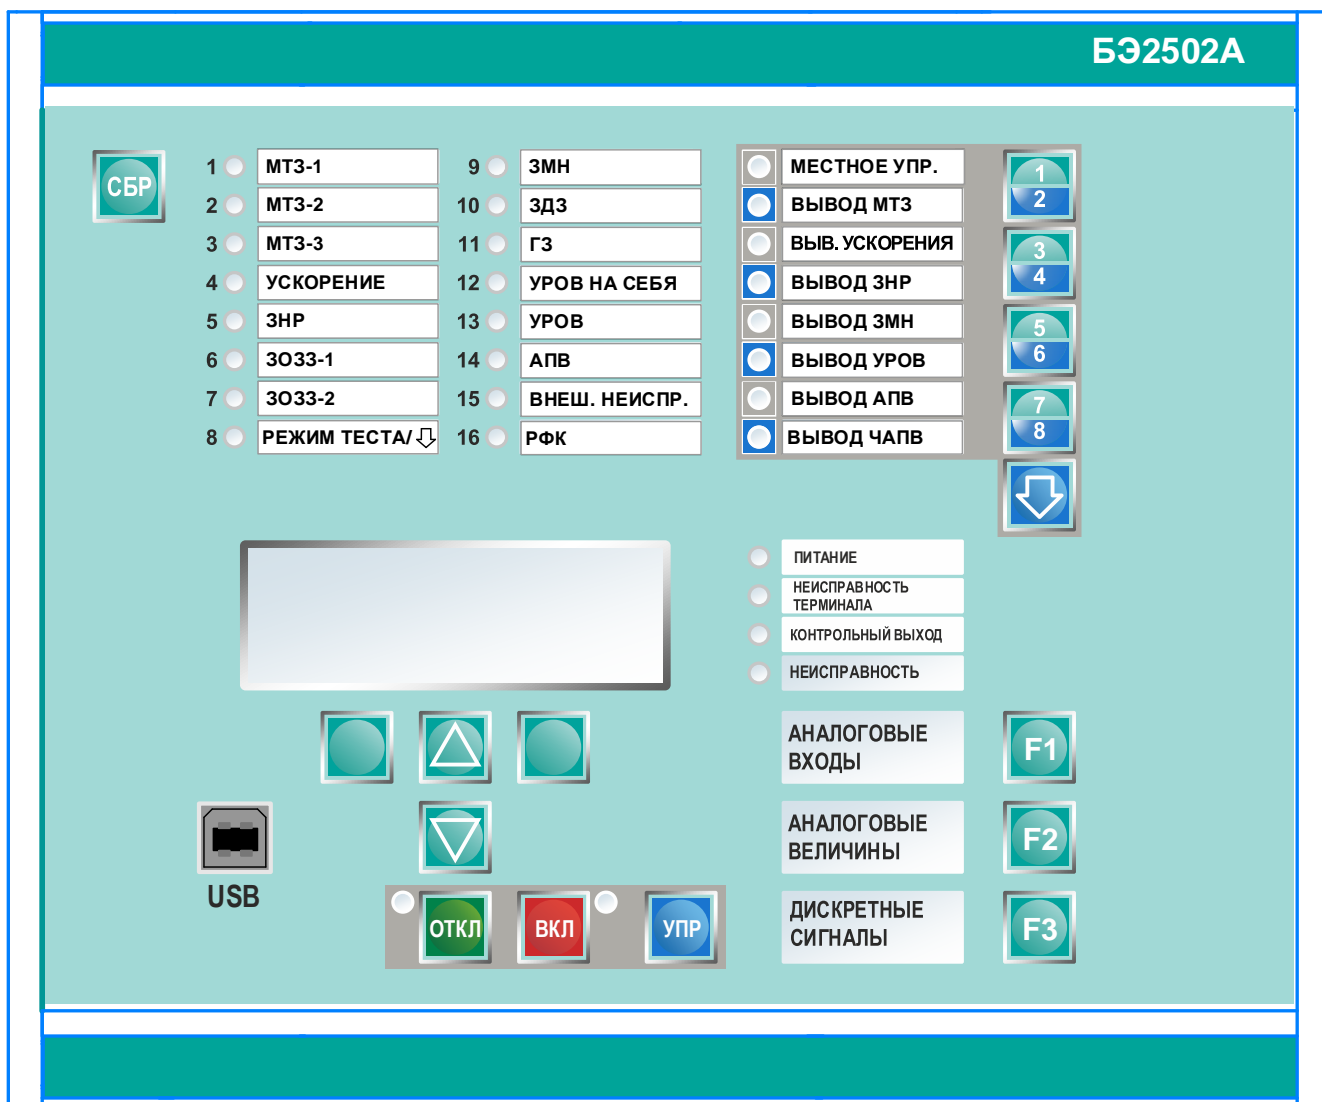 БЭ2502А
СБР
1 МТЗ-1
2 МТЗ-2
3 МТЗ-3
4 УСКОРЕНИЕ
5 ЗНР
6 ЗОЗЗ-1
7 ЗОЗЗ-2
8 РЕЖИМ ТЕСТА/
9 ЗМН
10 ЗДЗ
11 ГЗ
12 УРОВ НА СЕБЯ
13 УРОВ
14 АПВ
15 ВНЕШ. НЕИСПР.
16 РФК
МЕСТНОЕ УПР.
ВЫВОД МТЗ
ВЫВ. УСКОРЕНИЯ
ВЫВОД ЗНР
ВЫВОД ЗМН
ВЫВОД УРОВ
ВЫВОД АПВ
ВЫВОД ЧАПВ
1
2
3
4
5
6
7
8
ПИТАНИЕ
НЕИСПРАВНОСТЬ
ТЕРМИНАЛА
КОНТРОЛЬНЫЙ ВЫХОД
НЕИСПРАВНОСТЬ
АНАЛОГОВЫЕ
ВХОДЫ
F1
АНАЛОГОВЫЕ
ВЕЛИЧИНЫ
F2
ДИСКРЕТНЫЕ
СИГНАЛЫ
F3
USB
ОТКЛ
ВКЛ
УПР